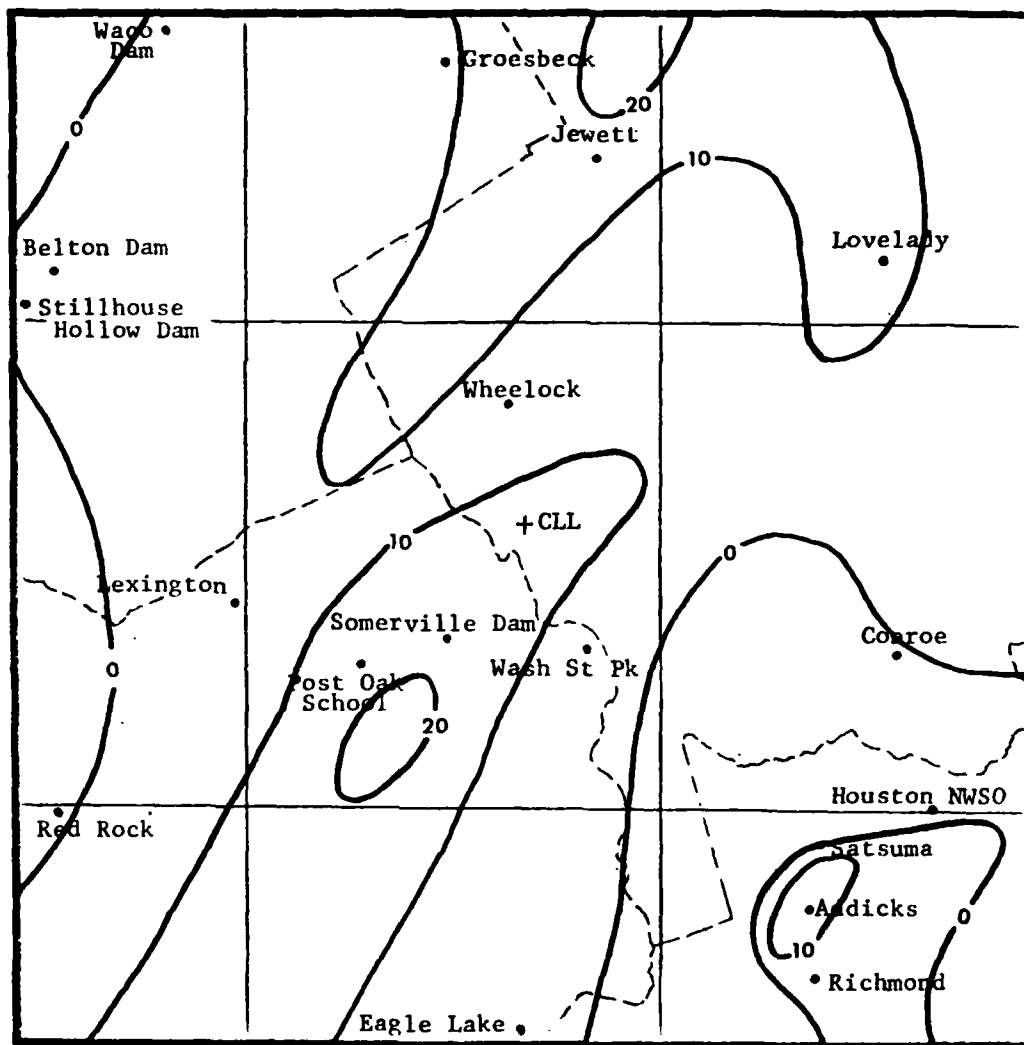 Waco
Dam
Groesbeck
0
20
Jewett
10
Belton Dam
Lovelady
Stillhouse
Hollow Dam
Wheelock
10
+CLL
0
Lexington
Somerville Dam
Conroe
0
Wash St Pk
Post Oak
School
20
Houston NWSO
Red Rock
Satsuma
Addicks
0
10
Richmond
Eagle Lake